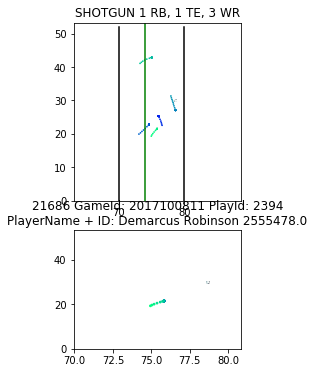 SHOTGUN 1 RB, 1 TE, 3 WR
50
40
30
20
10
0
70 80
21686 GameId: 2017100811 PlayId: 2394
PlayerName + ID: Demarcus Robinson 2555478.0
40
20
0
70.0 72.5 75.0 77.5 80.0